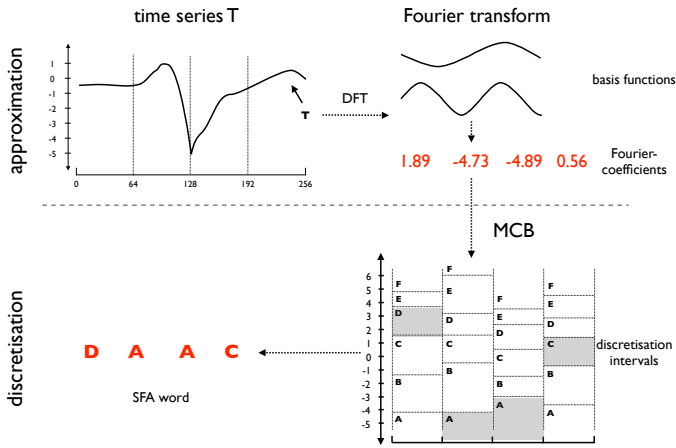 time series T
Fourier transform
approximation
1
0
-1
-2
-3
-4
-5
0 64 128 192 256
T
DFT
basis functions
1.89 -4.73 -4.89 0.56
Fourier-
coefficients
MCB
discretisation
D A A C
SFA word
6
5
4
3
2
1
0
-1
-2
-3
-4
-5
F
E
D
C
B
A
F
E
D
C
B
A
F
E
D
C
B
A
F
E
D
C
B
A
discretisation
intervals